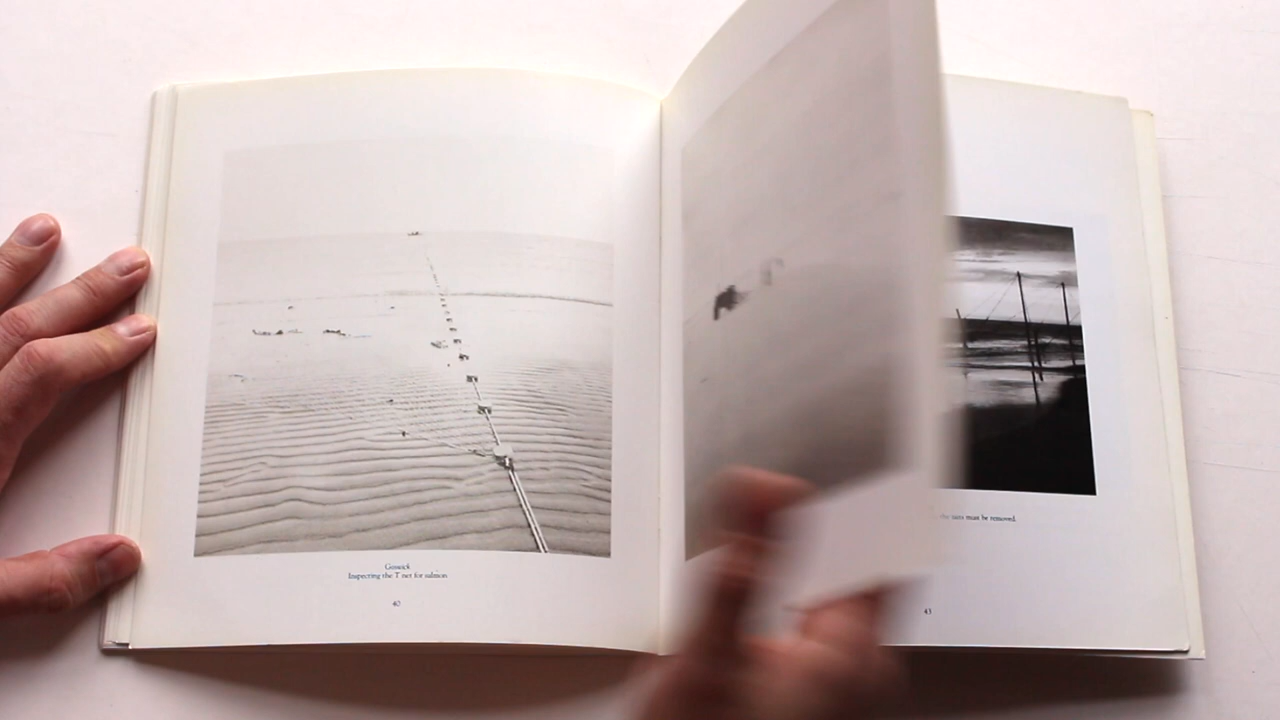 Goswick
Inspecting the T net for salmon.
40
the nets must be removed.
43